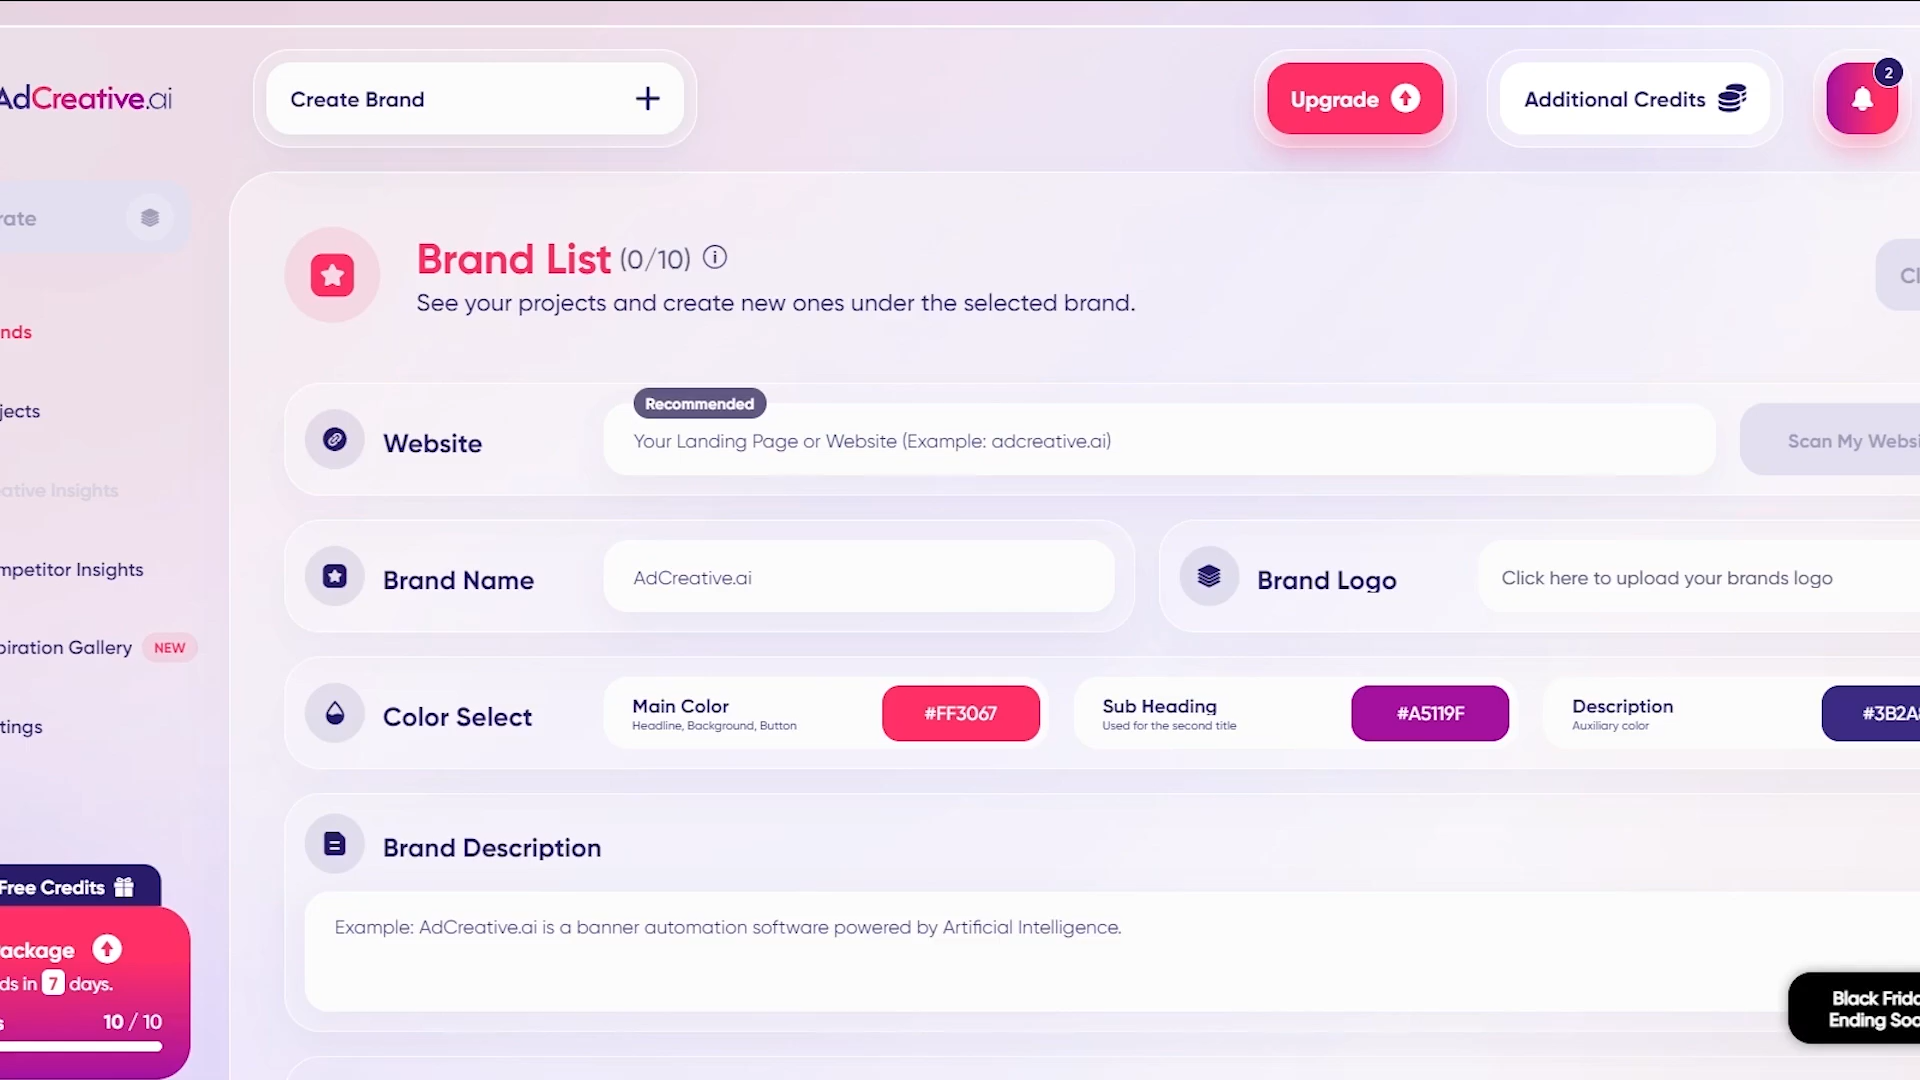 AdCreative.ai
Create Brand
Upgrade
Additional Credits
2
rate
Brand List (0/10)
See your projects and create new ones under the selected brand.
Cl
nds
jects
Recommended
Website
Your Landing Page or Website (Example: adcreative.ai)
Scan My Websi
ative Insights
mpetitor Insights
Brand Name
AdCreative.ai
Brand Logo
Click here to upload your brands logo
piration Gallery NEW
tings
Color Select
Main Color
Headline, Background, Button
#FF3067
Sub Heading
Used for the second title
#A5119F
Description
Auxiliary color
#3B2A
Brand Description
Example: AdCreative.ai is a banner automation software powered by Artificial Intelligence.
Free Credits
ackage
ds in 7 days.
s 10 / 10
Black Frida
Ending Soo